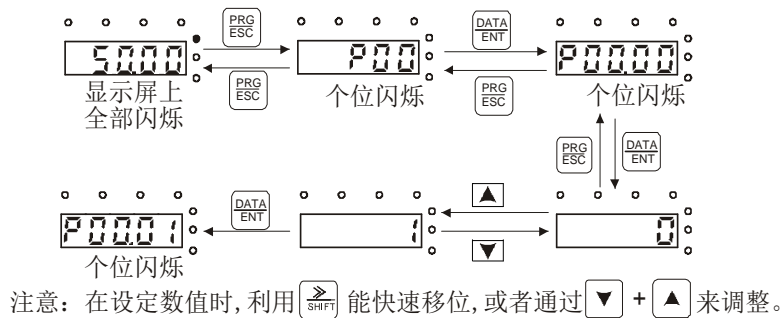 PRG
ESC
DATA
ENT
50.00
P00
P00.00
PRG
ESC
PRG
ESC
显示屏上
全部闪烁
个位闪烁
个位闪烁
PRG
ESC
DATA
ENT
DATA
ENT
P00.01
1
0
个位闪烁
注意：在设定数值时,利用 SHIFT 能快速移位,或者通过 ▼ + ▲ 来调整。